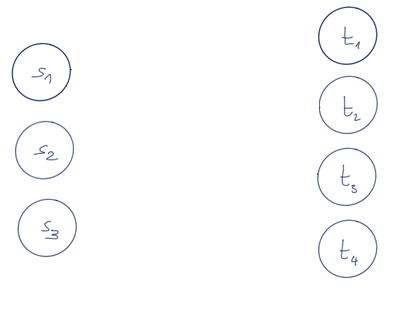 s₁
s₂
s₃
t₁
t₂
t₃
t₄